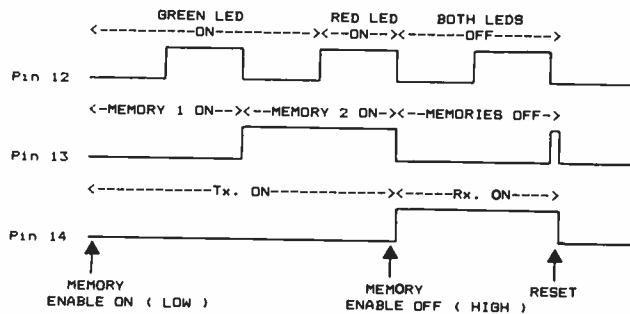 GREEN LED RED LED BOTH LEDS
<-----------ON-----------> <---ON---> <-----OFF----->
Pin 12
<-MEMORY 1 ON-> <--MEMORY 2 ON--> <--MEMORIES OFF-->
Pin 13
<------------Tx. ON------------> <---Rx. ON--->
Pin 14
MEMORY MEMORY RESET
ENABLE ON ( LOW ) ENABLE OFF ( HIGH )